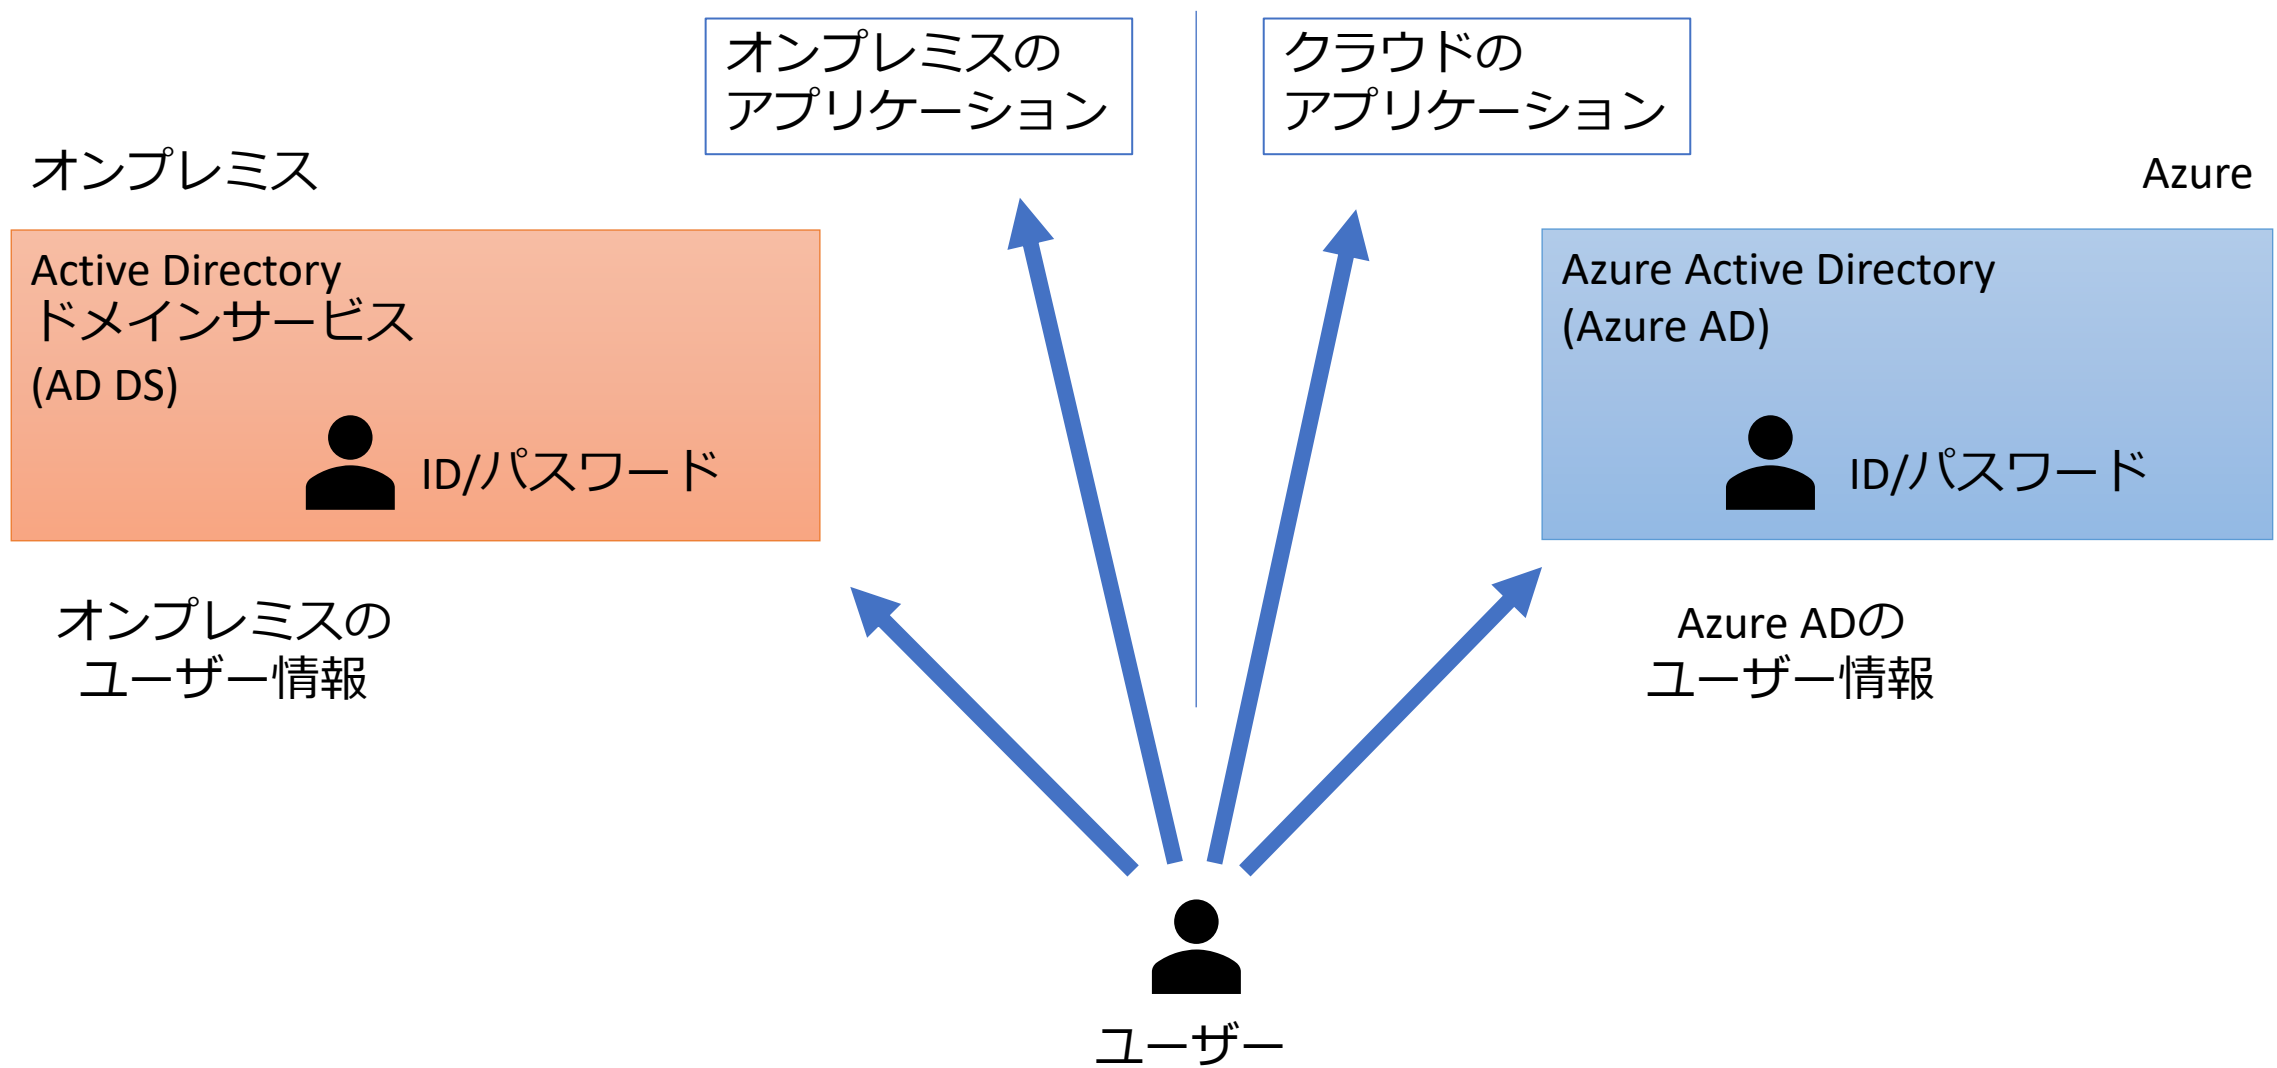 オンプレミスの
アプリケーション
クラウドの
アプリケーション
オンプレミス
Azure
Active Directory
ドメインサービス
(AD DS)
ID/パスワード
Azure Active Directory
(Azure AD)
ID/パスワード
オンプレミスの
ユーザー情報
Azure ADの
ユーザー情報
ユーザー